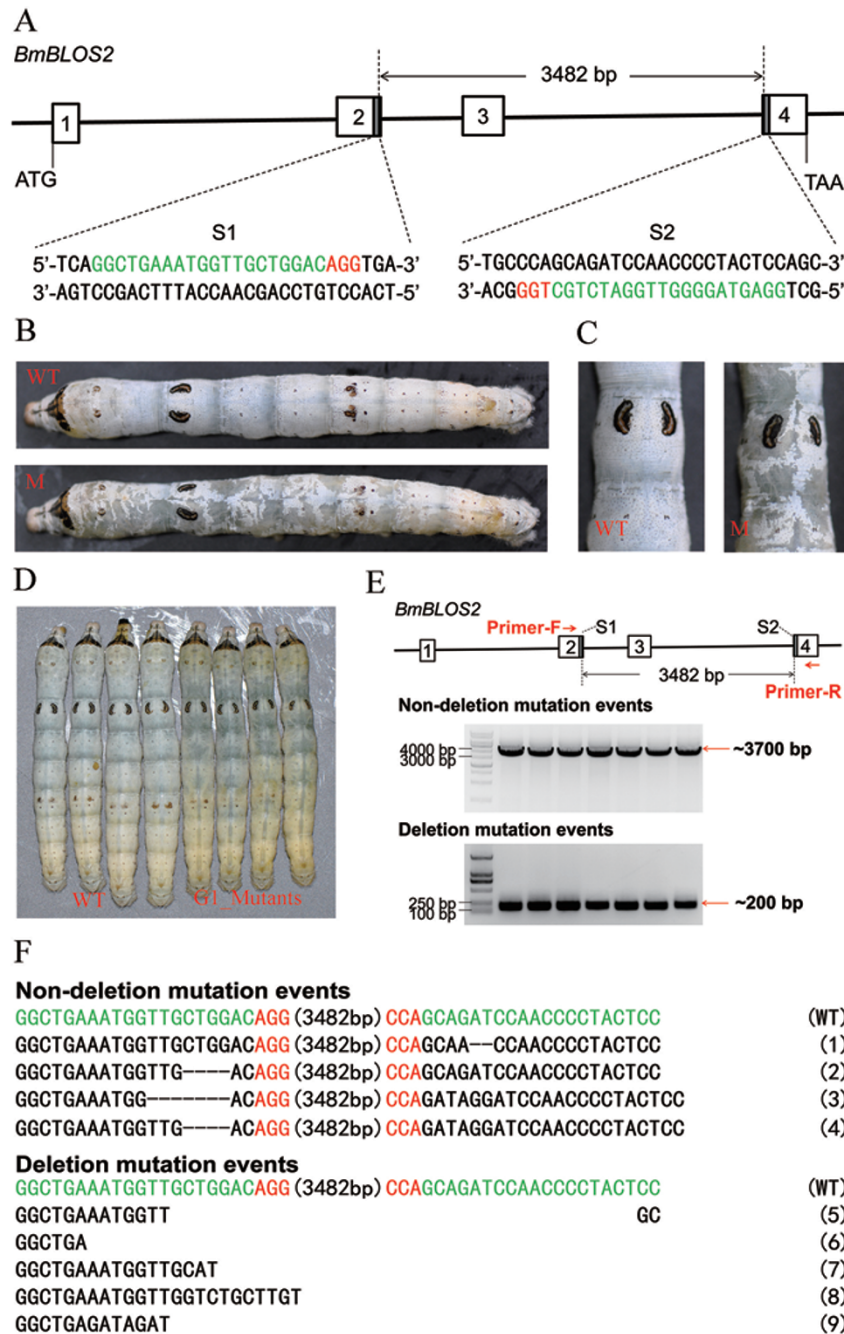 A
BmBLOS2
3482 bp
1
2
3
4
ATG
TAA
S1
S2
5’-TCAGGCTGAAATGGTTGCTGGACAGGTGA-3’
5’-TGCCCAGCAGATCCAACCCCTACTCCAGC-3’
3’-AGTCCGACTTTACCAACGACCTGTCCACT-5’
3’-ACGGGTCGTCTAGGTTGGGGATGAGGTCG-5’
B
WT
M
C
WT
M
D
WT
G1_Mutants
E
BmBLOS2
Primer-F→
S1
S2
1
2
3
4
3482 bp
Primer-R
Non-deletion mutation events
4000 bp
3000 bp
~3700 bp
Deletion mutation events
250 bp
100 bp
~200 bp
F
Non-deletion mutation events
GGCTGAAATGGTTGCTGGACAGG(3482bp)CCAGCAGATCCAACCCCTACTCC (WT)
GGCTGAAATGGTTGCTGGACAGG(3482bp)CCAGCAA--CCAACCCCTACTCC (1)
GGCTGAAATGGTTG----ACAGG(3482bp)CCAGCAGATCCAACCCCTACTCC (2)
GGCTGAAATGG-------ACAGG(3482bp)CCAGATAGGATCCAACCCCTACTCC (3)
GGCTGAAATGGTTG----ACAGG(3482bp)CCAGATAGGATCCAACCCCTACTCC (4)
Deletion mutation events
GGCTGAAATGGTTGCTGGACAGG(3482bp)CCAGCAGATCCAACCCCTACTCC (WT)
GGCTGAAATGGTT GC (5)
GGCTGA (6)
GGCTGAAATGGTTGCAT (7)
GGCTGAAATGGTTGGTCTGCTTGT (8)
GGCTGAGATAGAT (9)